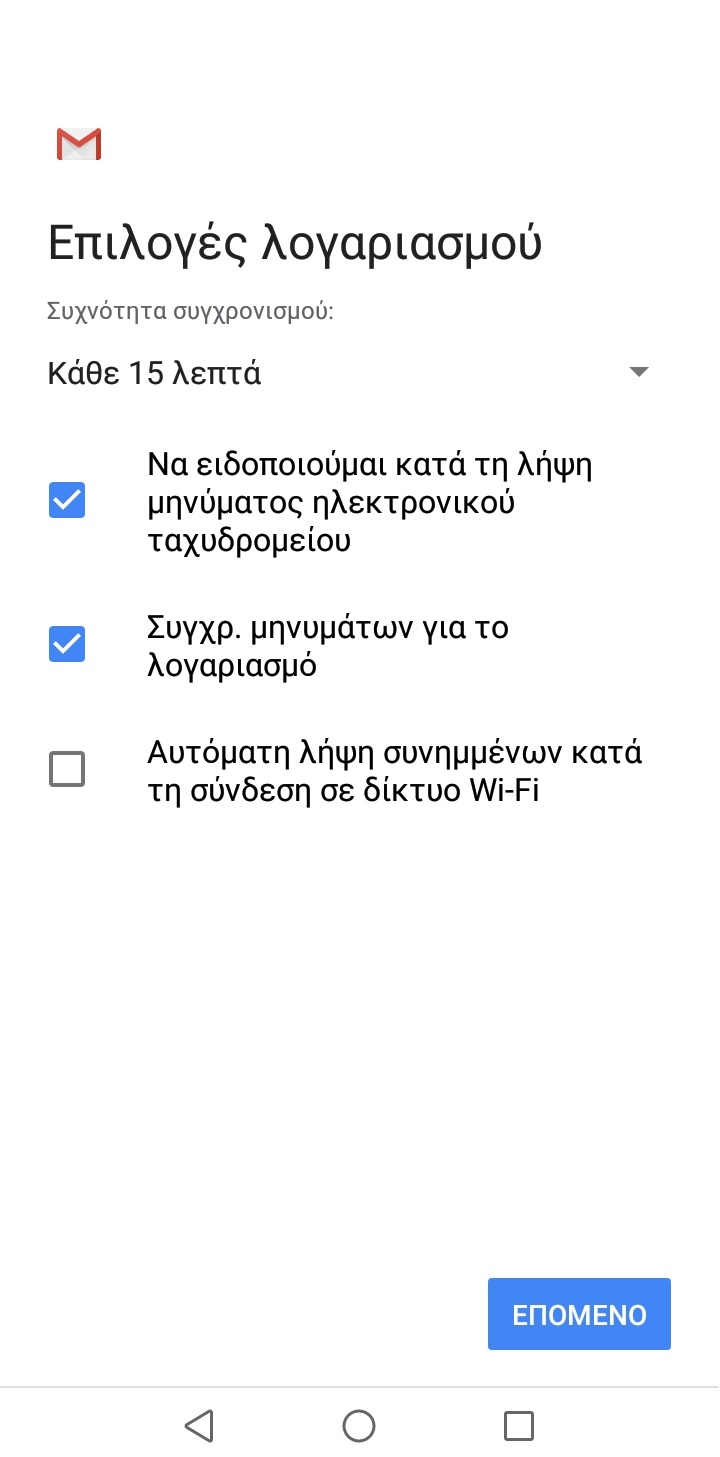 Επιλογές λογαριασμού
Συχνότητα συγχρονισμού:
Κάθε 15 λεπτά
Να ειδοποιούμαι κατά τη λήψη
μηνύματος ηλεκτρονικού
ταχυδρομείου
Συγχρ. μηνυμάτων για το
λογαριασμό
Αυτόματη λήψη συνημμένων κατά
τη σύνδεση σε δίκτυο Wi-Fi
ΕΠΟΜΕΝΟ